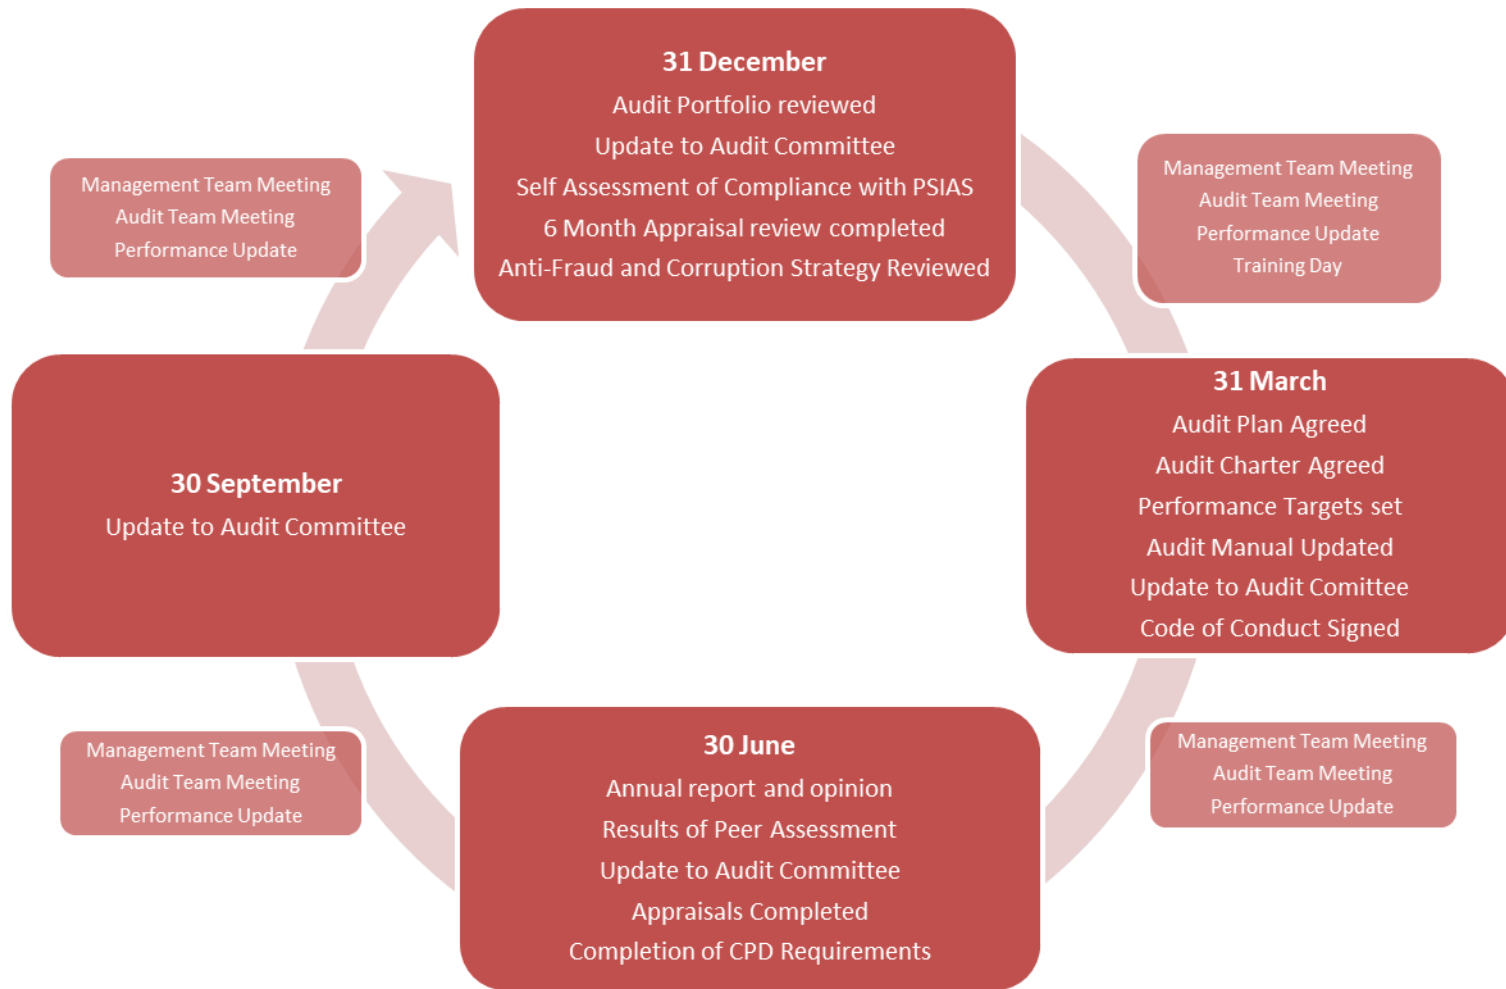 31 December
Audit Portfolio reviewed
Update to Audit Committee
Self Assessment of Compliance with PSIAS
6 Month Appraisal review completed
Anti-Fraud and Corruption Strategy Reviewed
Management Team Meeting
Audit Team Meeting
Performance Update
Training Day
31 March
Audit Plan Agreed
Audit Charter Agreed
Performance Targets set
Audit Manual Updated
Update to Audit Comittee
Code of Conduct Signed
Management Team Meeting
Audit Team Meeting
Performance Update
30 June
Annual report and opinion
Results of Peer Assessment
Update to Audit Committee
Appraisals Completed
Completion of CPD Requirements
Management Team Meeting
Audit Team Meeting
Performance Update
30 September
Update to Audit Committee
Management Team Meeting
Audit Team Meeting
Performance Update